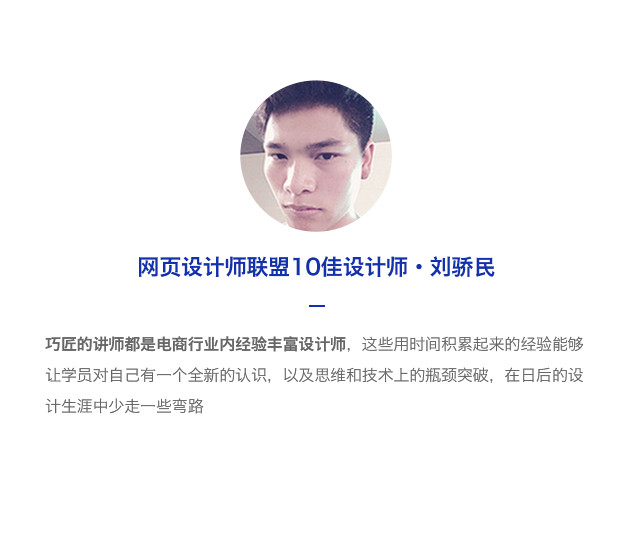 网页设计师联盟10佳设计师·刘骄民
巧匠的讲师都是电商行业内经验丰富设计师，这些用时间积累起来的经验能够
让学员对自己有一个全新的认识，以及思维和技术上的瓶颈突破，在日后的设
计生涯中少走一些弯路